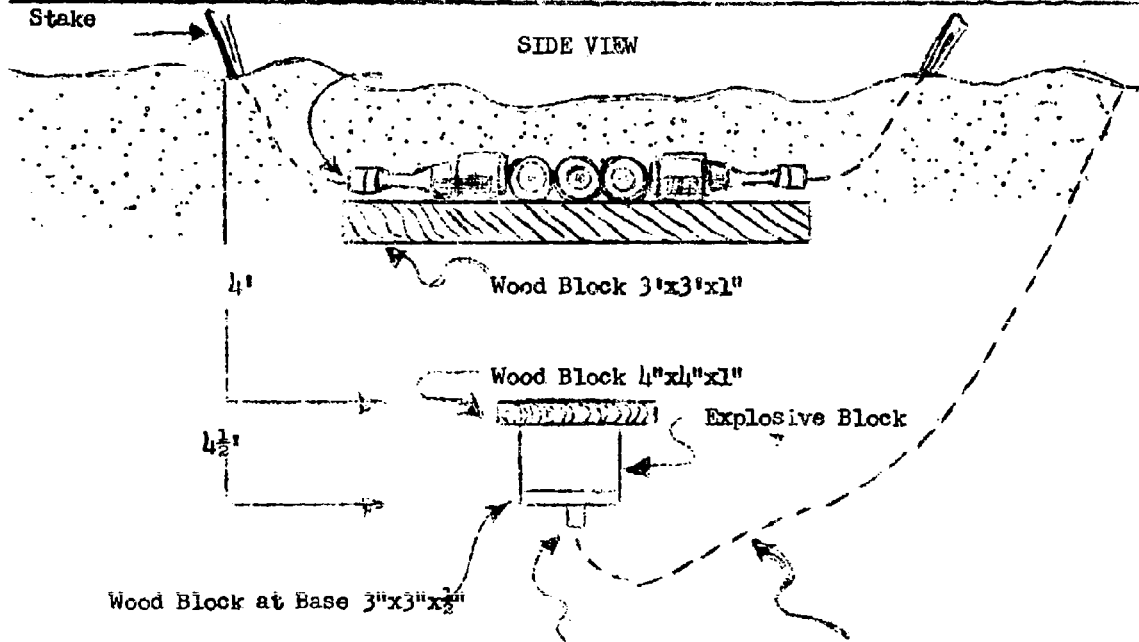 Stake
SIDE VIEW
4'
Wood Block 3'x3'x1"
Wood Block 4"x4"x1"
Explosive Block
4½'
Wood Block at Base 3"x3"x½"